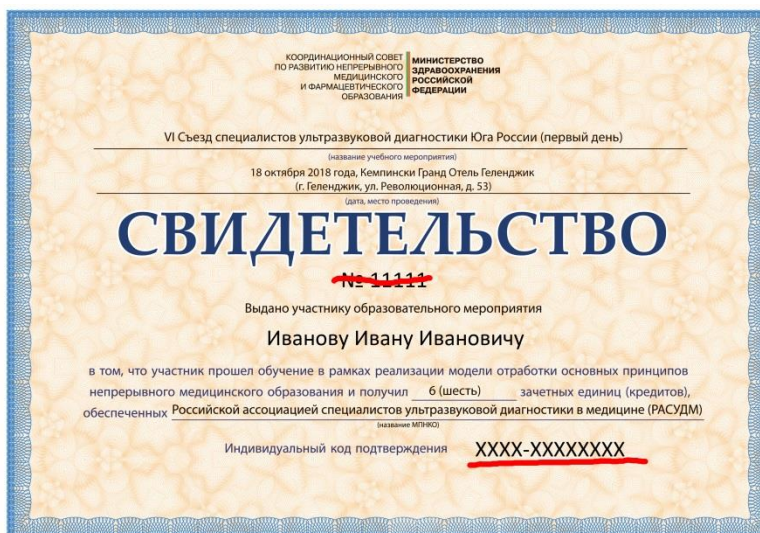 КООРДИНАЦИОННЫЙ СОВЕТ
ПО РАЗВИТИЮ НЕПРЕРЫВНОГО
МЕДИЦИНСКОГО
И ФАРМАЦЕВТИЧЕСКОГО
ОБРАЗОВАНИЯ
МИНИСТЕРСТВО
ЗДРАВООХРАНЕНИЯ
РОССИЙСКОЙ
ФЕДЕРАЦИИ
VI Съезд специалистов ультразвуковой диагностики Юга России (первый день)
(название учебного мероприятия)
18 октября 2018 года, Кемпински Гранд Отель Геленджик
(г. Геленджик, ул. Революционная, д. 53)
(дата, место проведения)
СВИДЕТЕЛЬСТВО
№ 11111
Выдано участнику образовательного мероприятия
Иванову Ивану Ивановичу
в том, что участник прошел обучение в рамках реализации модели отработки основных принципов
непрерывного медицинского образования и получил 6 (шесть) зачетных единиц (кредитов),
обеспеченных Российской ассоциацией специалистов ультразвуковой диагностики в медицине (РАСУДМ)
(название МПНКО)
Индивидуальный код подтверждения XXXX-XXXXXXXX